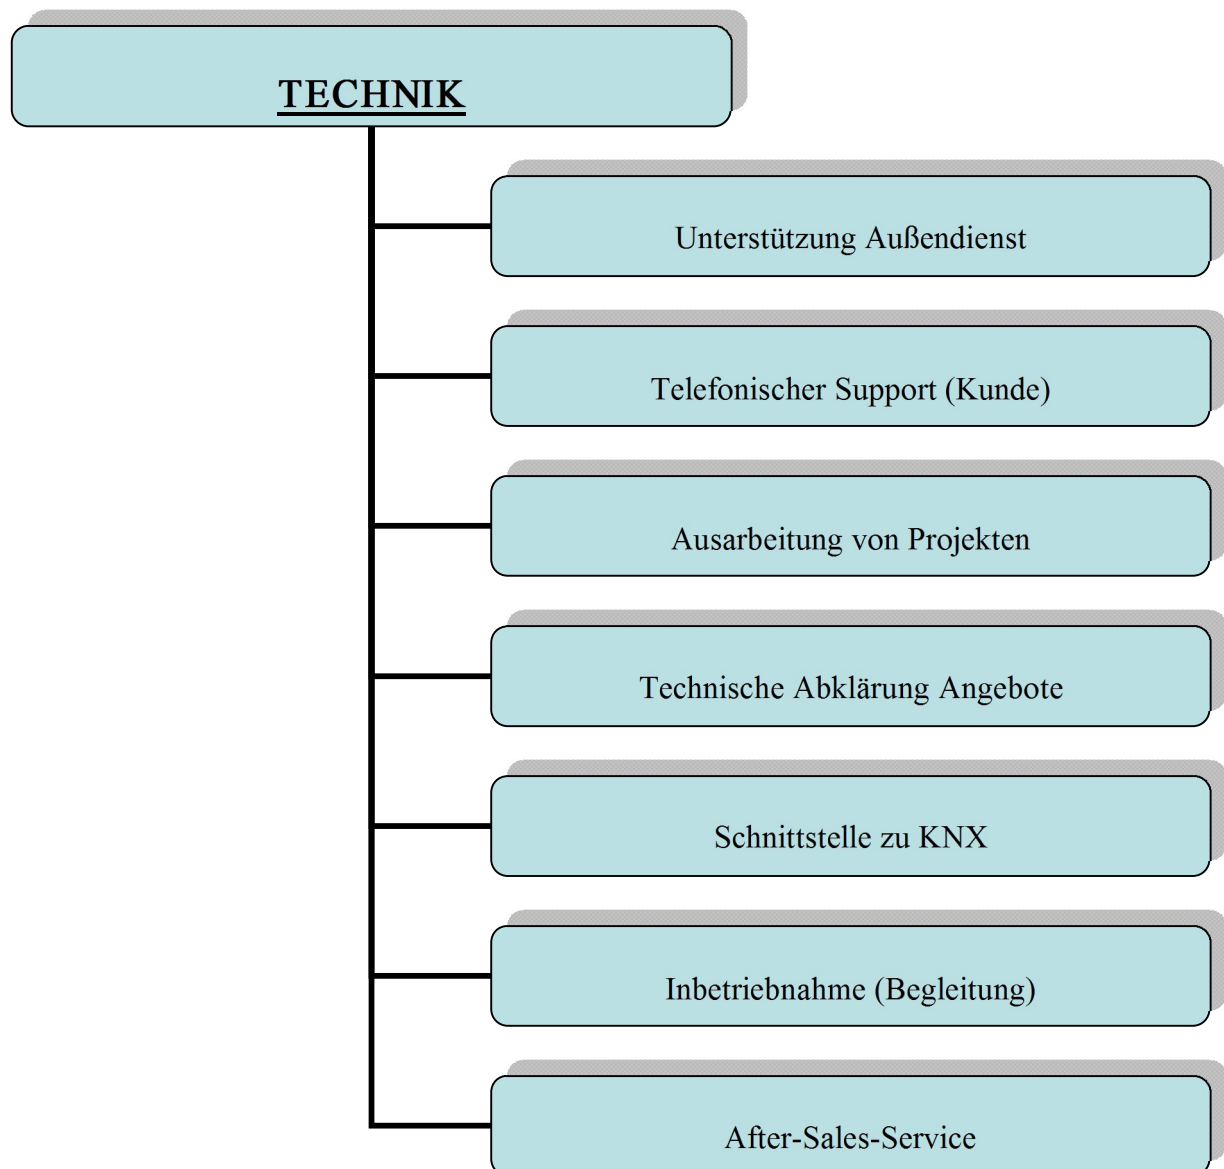 TECHNIK
Unterstützung Außendienst
Telefonischer Support (Kunde)
Ausarbeitung von Projekten
Technische Abklärung Angebote
Schnittstelle zu KNX
Inbetriebnahme (Begleitung)
After-Sales-Service